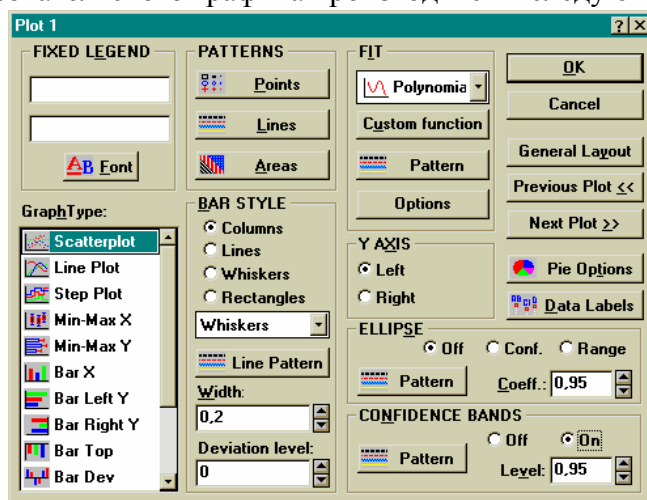 Plot 1
FIXED LEGEND
AB Font
GraphType:
Scatterplot
Line Plot
Step Plot
Min-Max X
Min-Max Y
Bar X
Bar Left Y
Bar Right Y
Bar Top
Bar Dev
PATTERNS
Points
Lines
Areas
BAR STYLE
Columns
Lines
Whiskers
Rectangles
Whiskers
Line Pattern
Width:
0,2
Deviation level:
0
FIT
Polynomia
Custom function
Pattern
Options
Y AXIS
Left
Right
OK
Cancel
General Layout
Previous Plot <<
Next Plot >>
Pie Options
Data Labels
ELLIPSE
Off Conf. Range
Pattern Coeff.: 0,95
CONFIDENCE BANDS
Off On
Pattern Level: 0,95